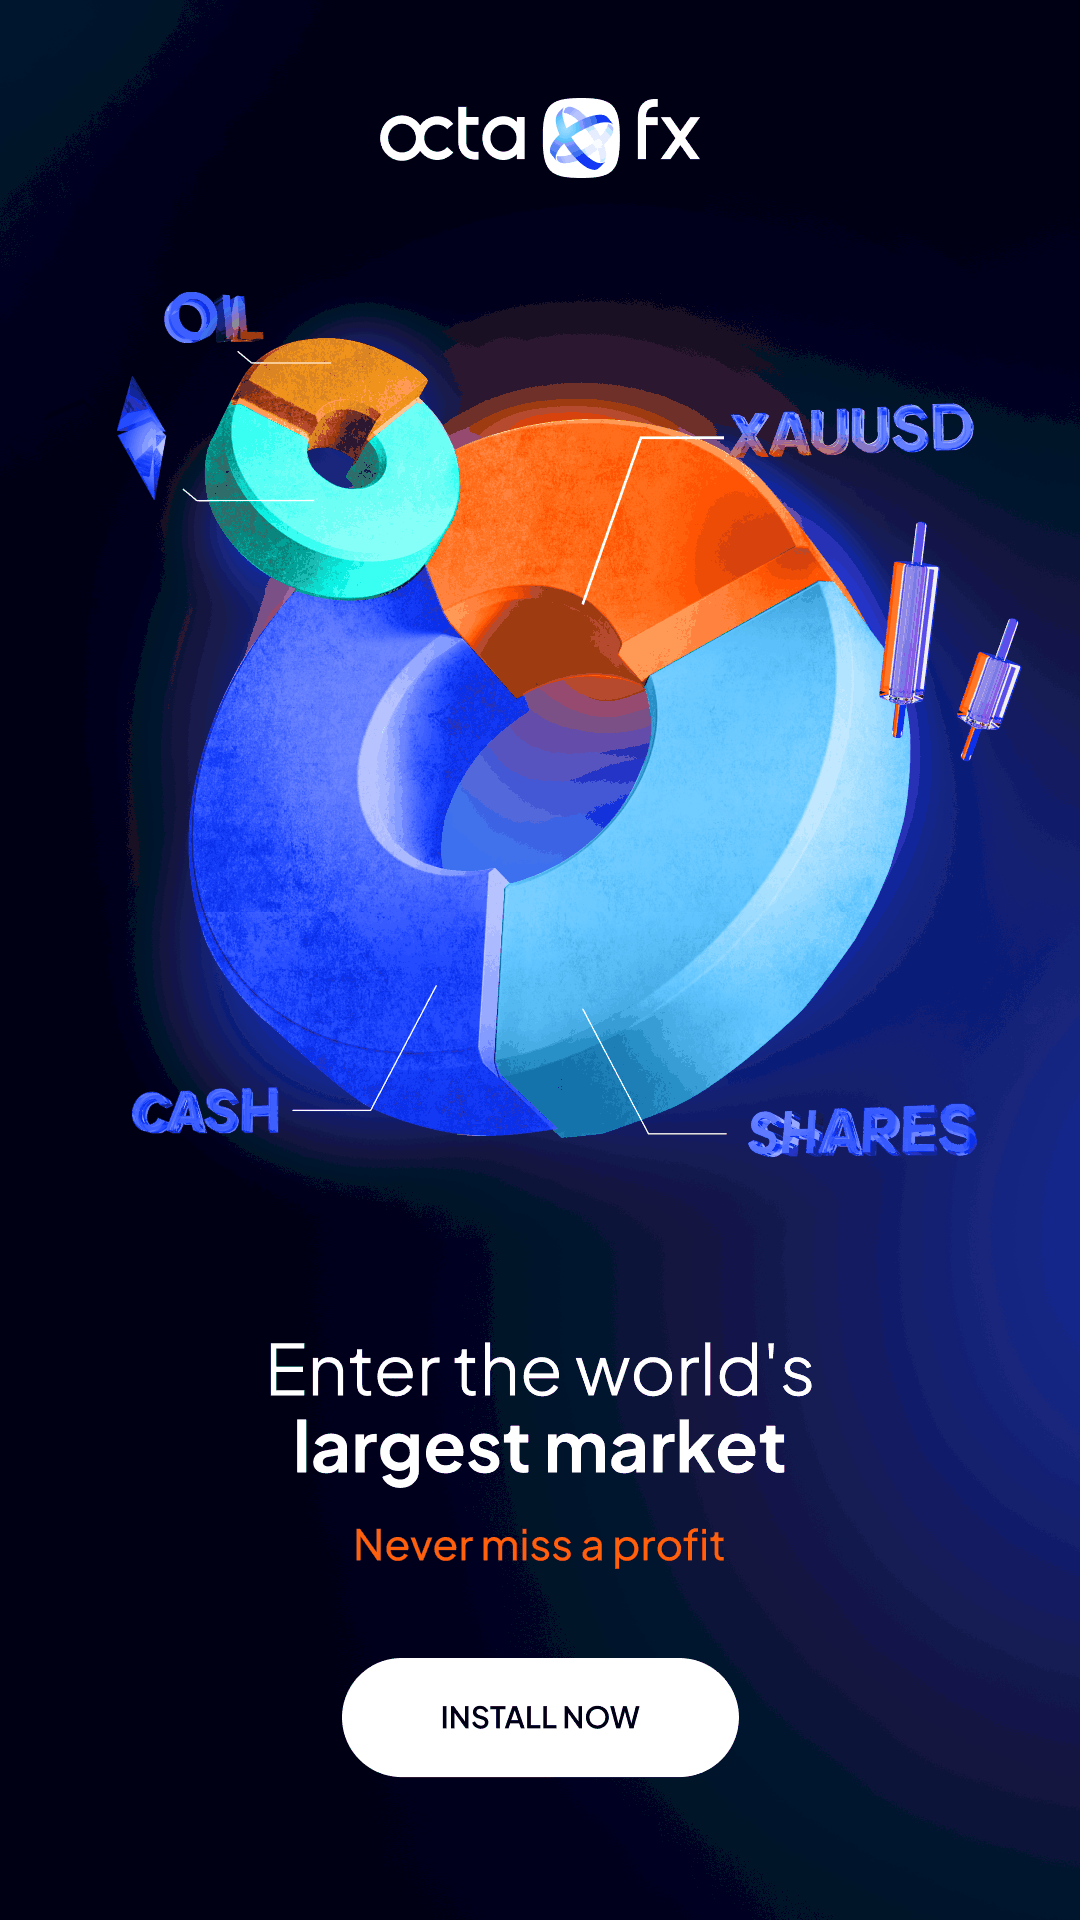 octa fx
OIL
XAUUSD
CASH
SHARES
Enter the world's
largest market
Never miss a profit
INSTALL NOW